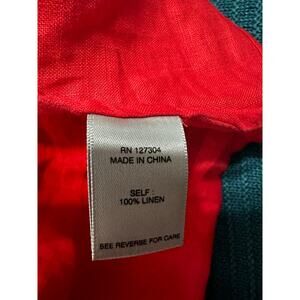 RN 127304
MADE IN CHINA
SELF:
100% LINEN
SEE REVERSE FOR CARE